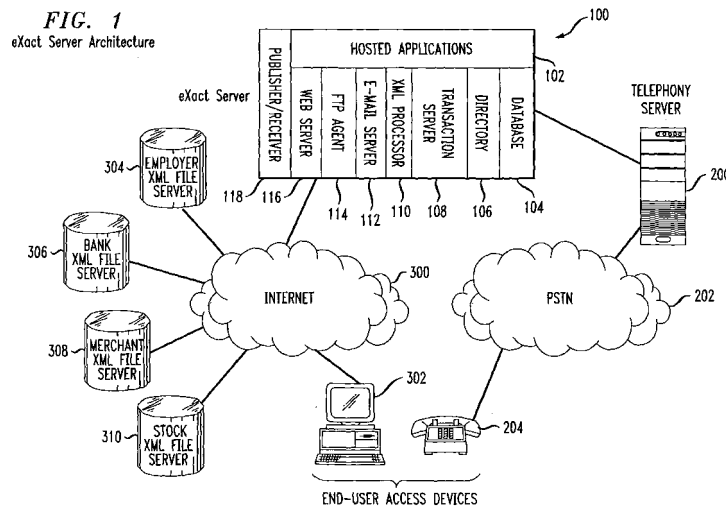 FIG. 1
eXact Server Architecture
100
HOSTED APPLICATIONS
102
eXact Server
PUBLISHER/RECEIVER
WEB SERVER
FTP AGENT
E-MAIL SERVER
XML PROCESSOR
TRANSACTION SERVER
DIRECTORY
DATABASE
118
116
114
112
110
108
106
104
TELEPHONY
SERVER
200
304
EMPLOYER
XML FILE
SERVER
306
BANK
XML FILE
SERVER
308
MERCHANT
XML FILE
SERVER
310
STOCK
XML FILE
SERVER
INTERNET
300
PSTN
202
302
204
END-USER ACCESS DEVICES